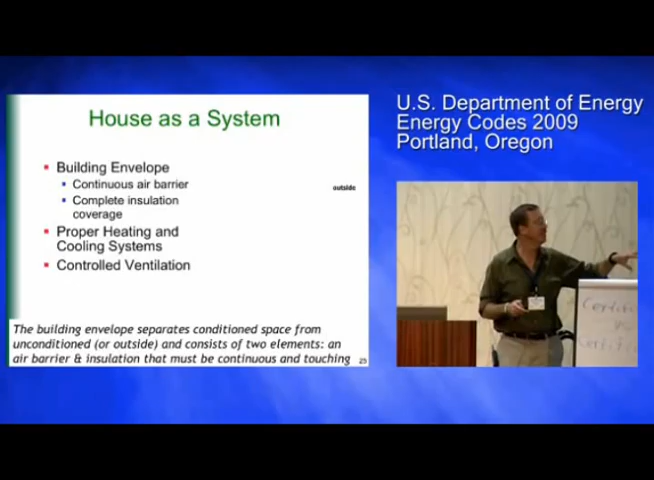 House as a System
Building Envelope
Continuous air barrier
Complete insulation
coverage
Proper Heating and
Cooling Systems
Controlled Ventilation
outside
The building envelope separates conditioned space from
unconditioned (or outside) and consists of two elements: an
air barrier & insulation that must be continuous and touching
25
U.S. Department of Energy
Energy Codes 2009
Portland, Oregon